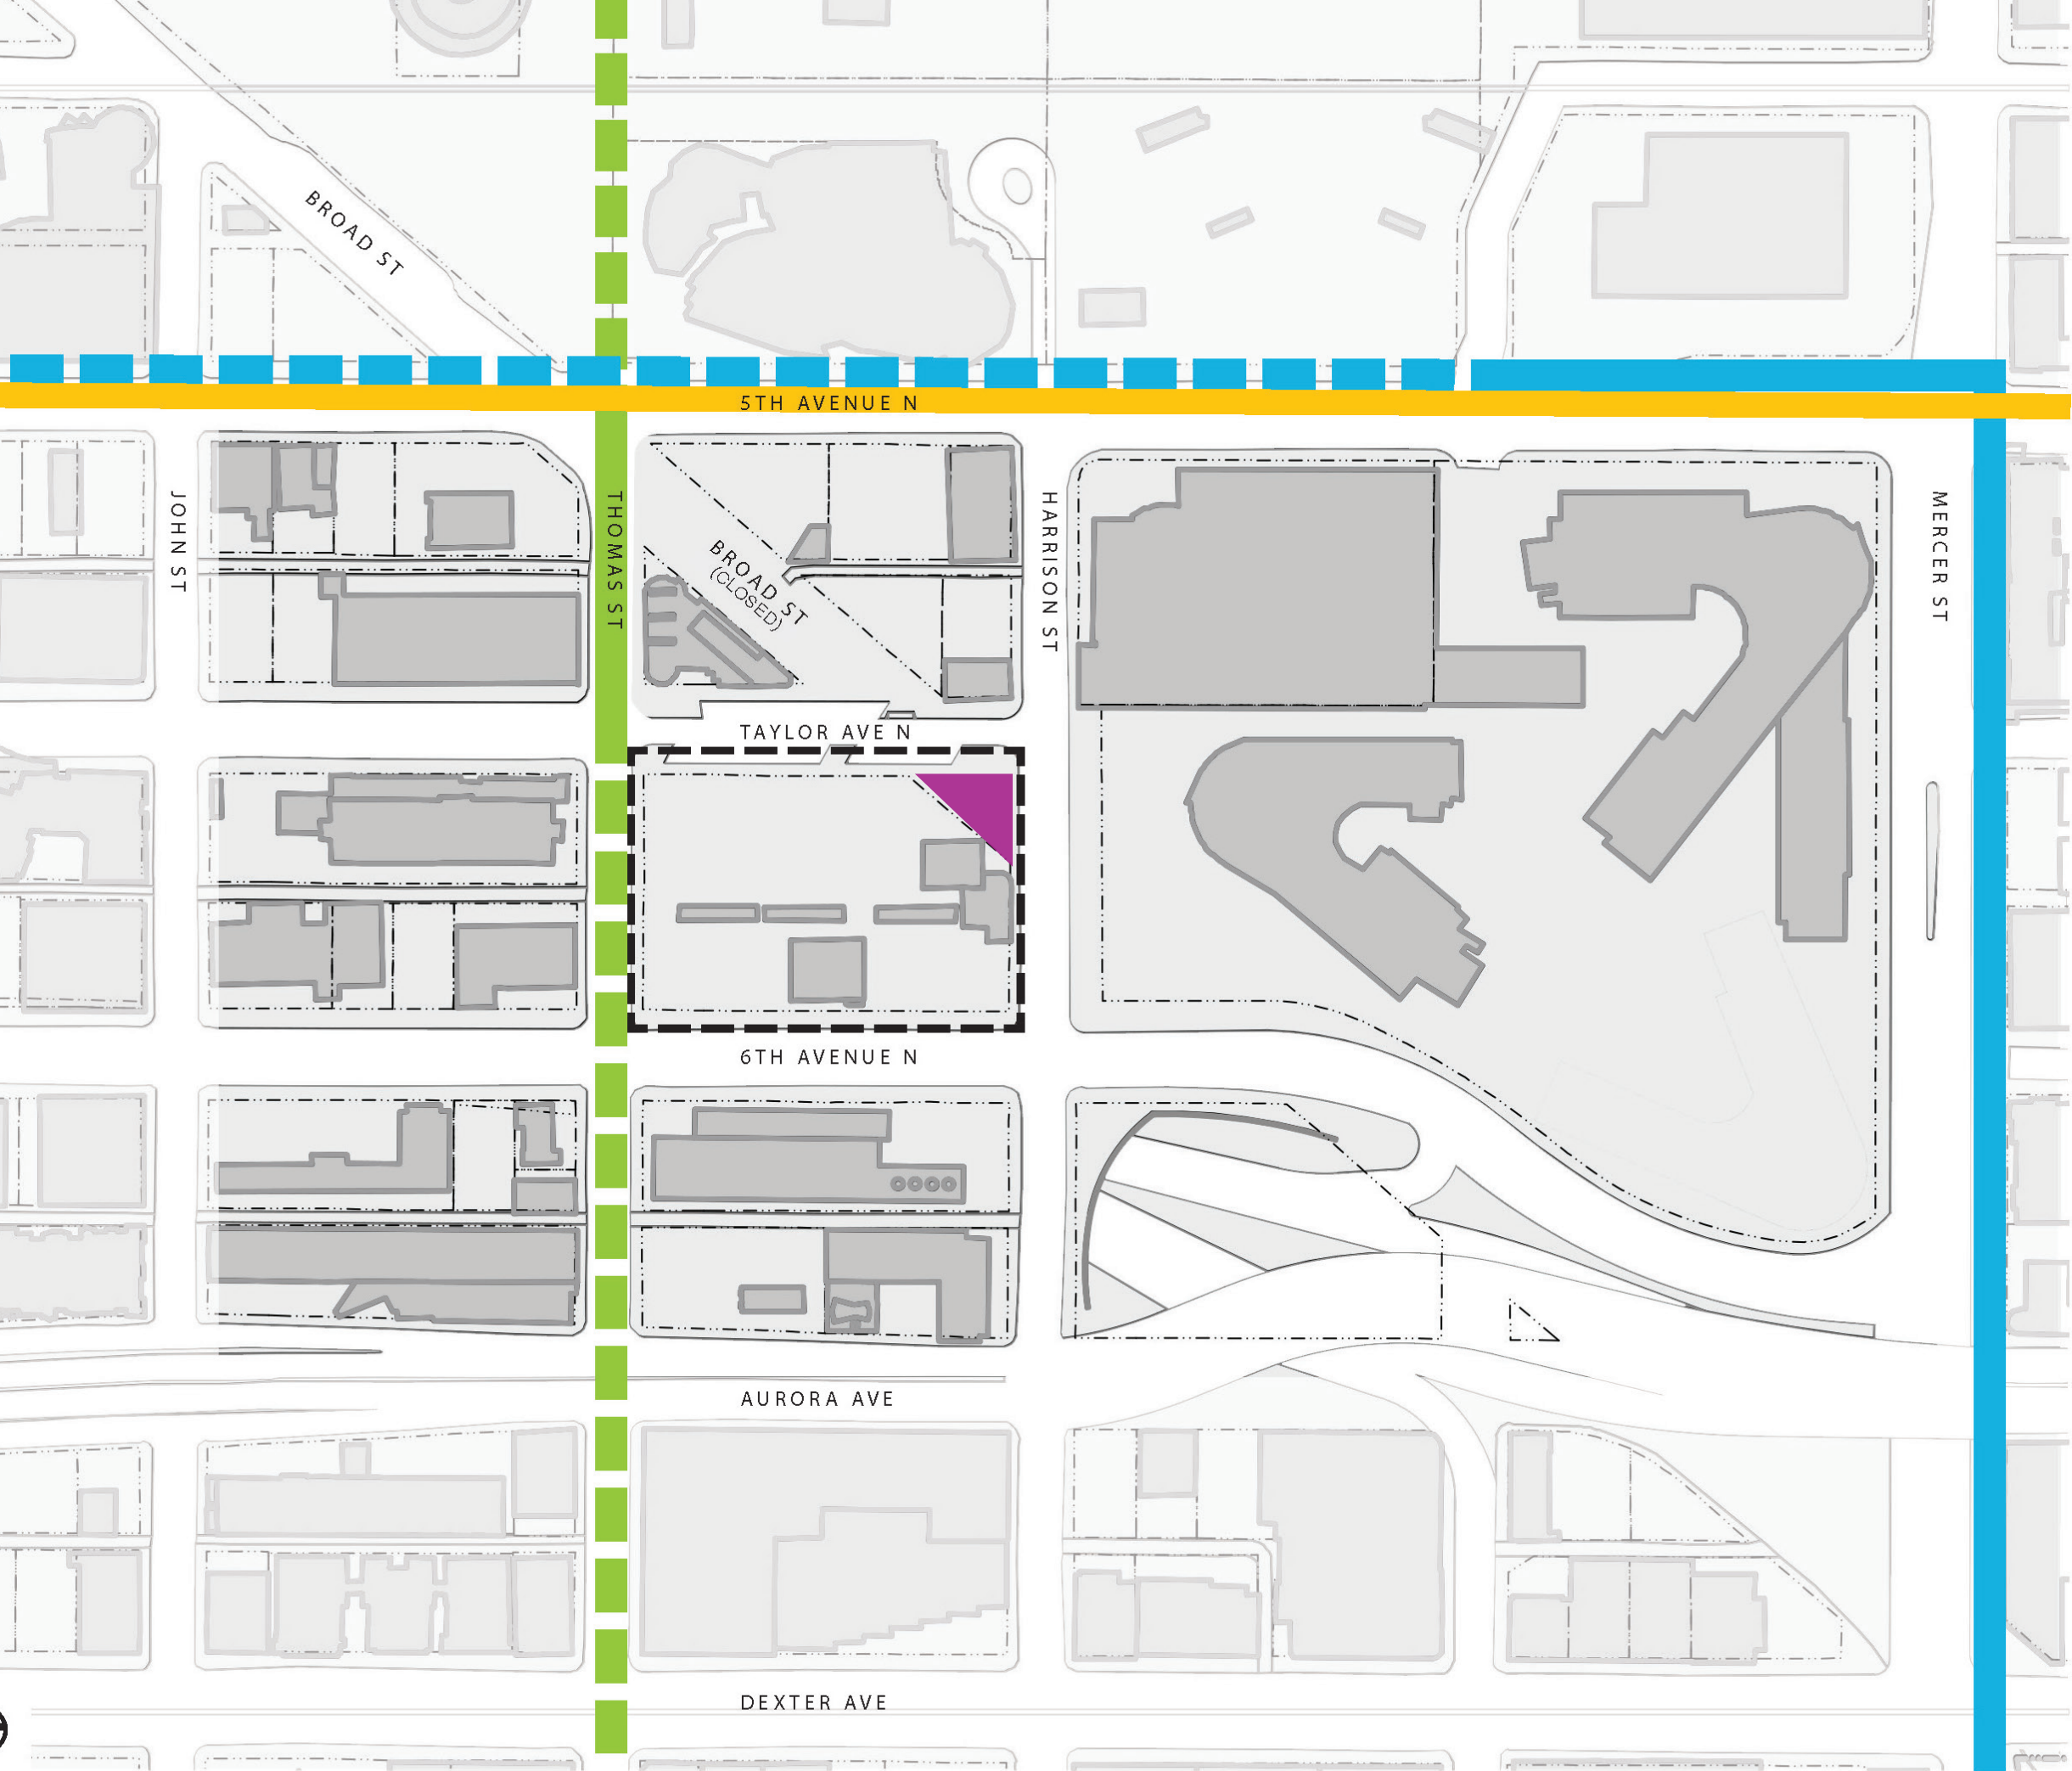 BROAD ST
5TH AVENUE N
JOHN ST
THOMAS ST
BROAD ST
(CLOSED)
HARRISON ST
MERCER ST
TAYLOR AVE N
6TH AVENUE N
AURORA AVE
DEXTER AVE